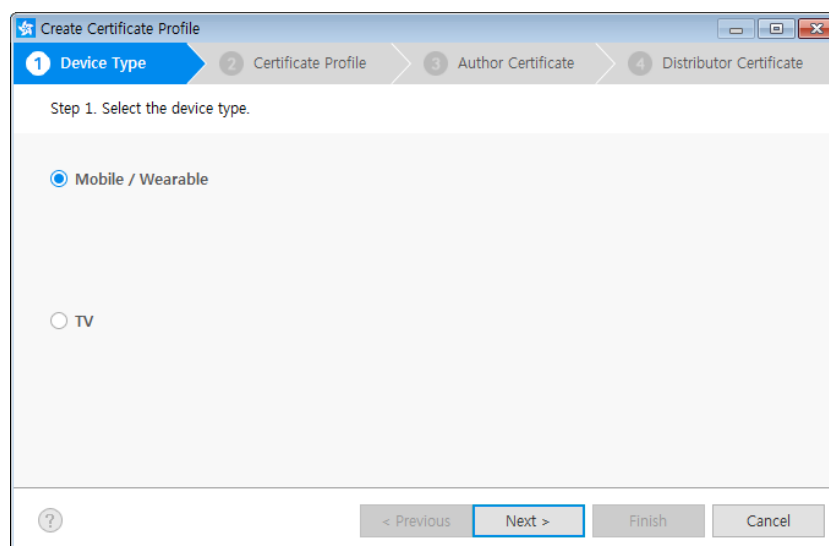 Create Certificate Profile
1 Device Type 2 Certificate Profile 3 Author Certificate 4 Distributor Certificate
Step 1. Select the device type.
Mobile / Wearable
TV
? < Previous Next > Finish Cancel